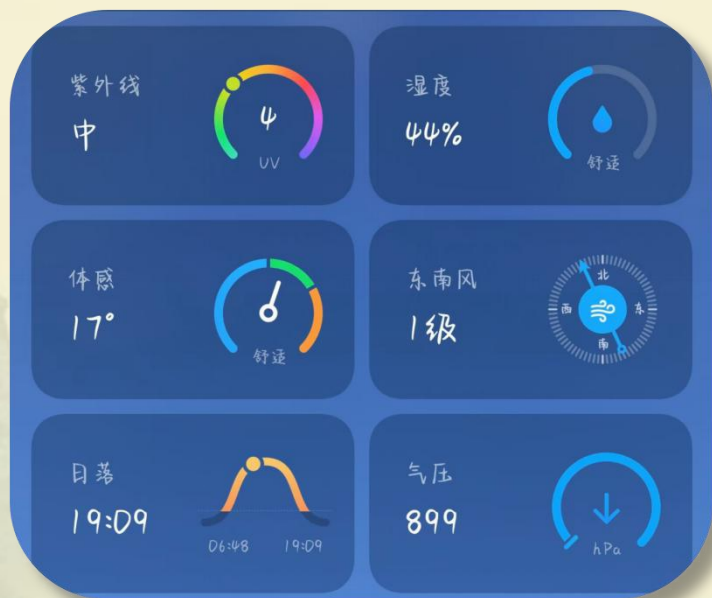 紫外线
中
4
UV
湿度
44%
舒适
体感
17°
舒适
东南风
1级
北
西
东
南
日落
19:09
06:48
19:09
气压
899
hPa